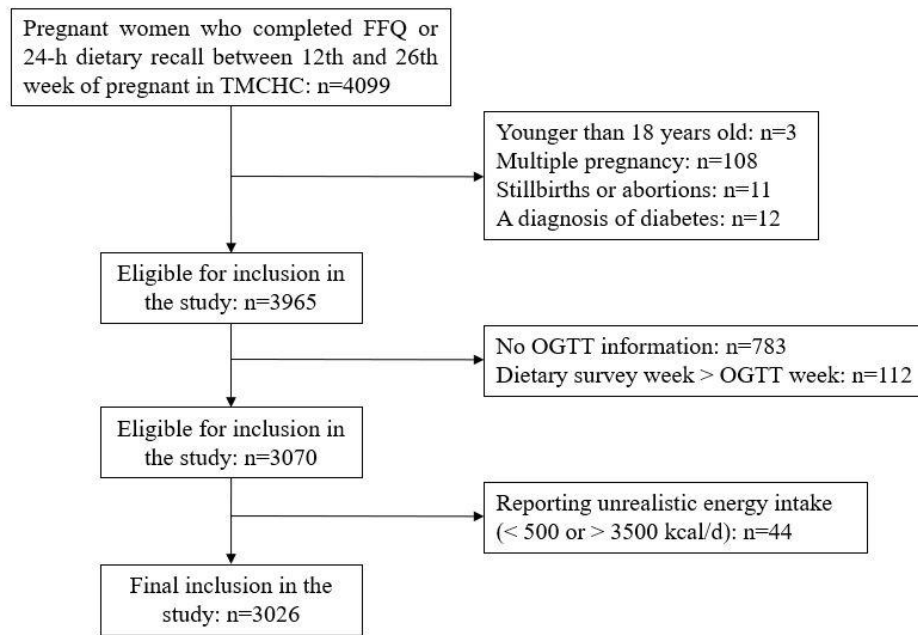 Pregnant women who completed FFQ or
24-h dietary recall between 12th and 26th
week of pregnant in TMCHC: n=4099
Younger than 18 years old: n=3
Multiple pregnancy: n=108
Stillbirths or abortions: n=11
A diagnosis of diabetes: n=12
Eligible for inclusion in
the study: n=3965
No OGTT information: n=783
Dietary survey week > OGTT week: n=112
Eligible for inclusion in
the study: n=3070
Reporting unrealistic energy intake
(< 500 or > 3500 kcal/d): n=44
Final inclusion in the
study: n=3026